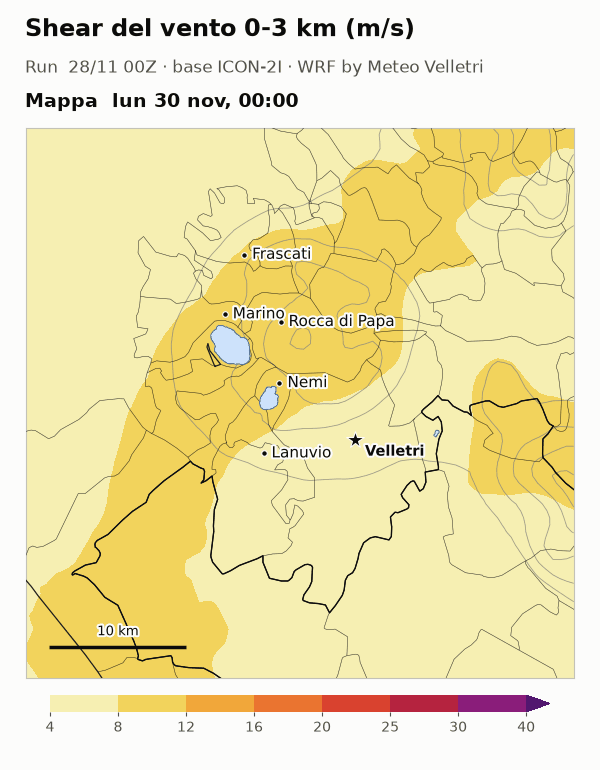 Shear del vento 0-3 km (m/s)
Run  28/11 00Z · base ICON-2I · WRF by Meteo Velletri
Mappa  lun 30 nov, 00:00
Frascati
Marino
Rocca di Papa
Nemi
Velletri
Lanuvio
10 km
4 8 12 16 20 25 30 40